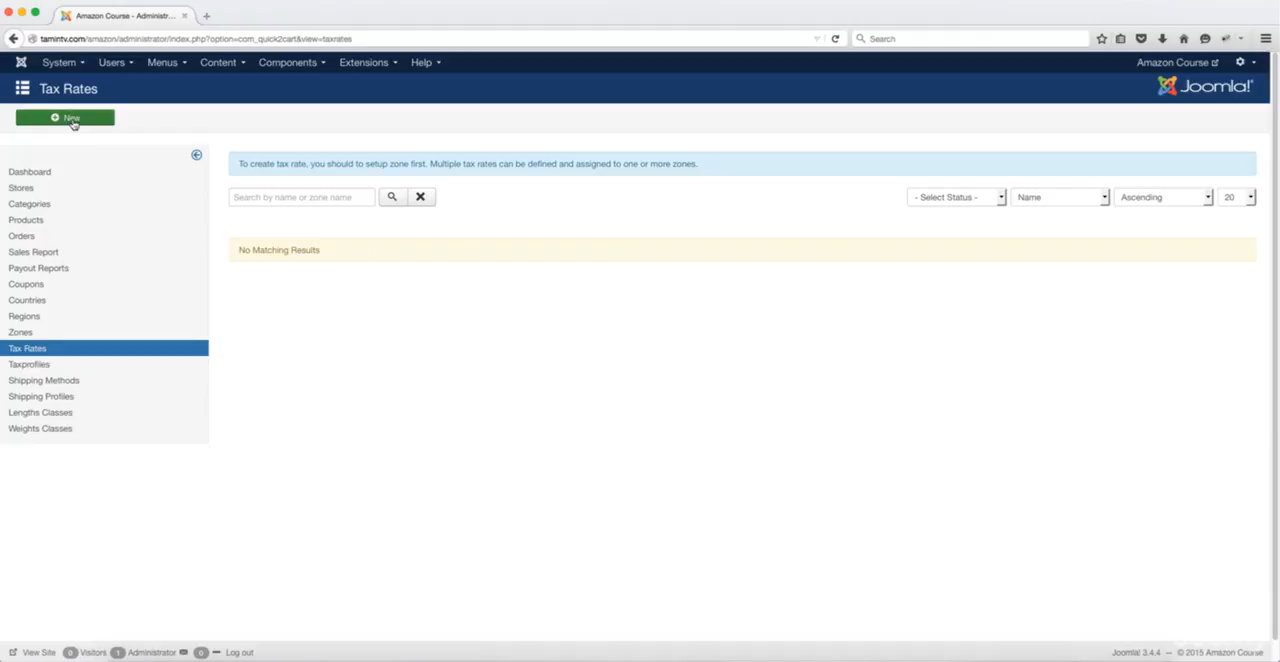 Amazon Course - Administr...
tamintv.com/amazon/administrator/index.php?option=com_quick2cart&view=taxrates
Search
System Users Menus Content Components Extensions Help Amazon Course
Tax Rates Joomla!
New
To create tax rate, you should to setup zone first. Multiple tax rates can be defined and assigned to one or more zones.
Search by name or zone name - Select Status - Name Ascending 20
No Matching Results
Dashboard
Stores
Categories
Products
Orders
Sales Report
Payout Reports
Coupons
Countries
Regions
Zones
Tax Rates
Taxprofiles
Shipping Methods
Shipping Profiles
Lengths Classes
Weights Classes
View Site 0 Visitors 1 Administrator 0 Log out Joomla! 3.4.4 — © 2015 Amazon Course